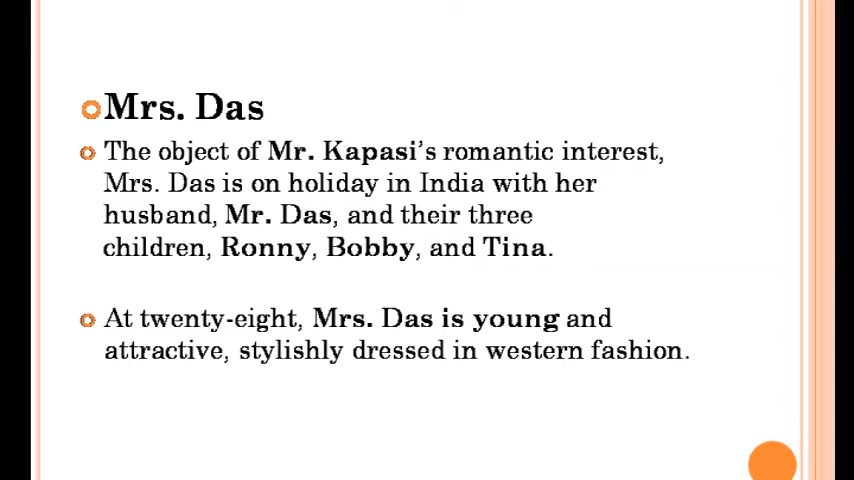 Mrs. Das
The object of Mr. Kapasi's romantic interest,
Mrs. Das is on holiday in India with her
husband, Mr. Das, and their three
children, Ronny, Bobby, and Tina.
At twenty-eight, Mrs. Das is young and
attractive, stylishly dressed in western fashion.